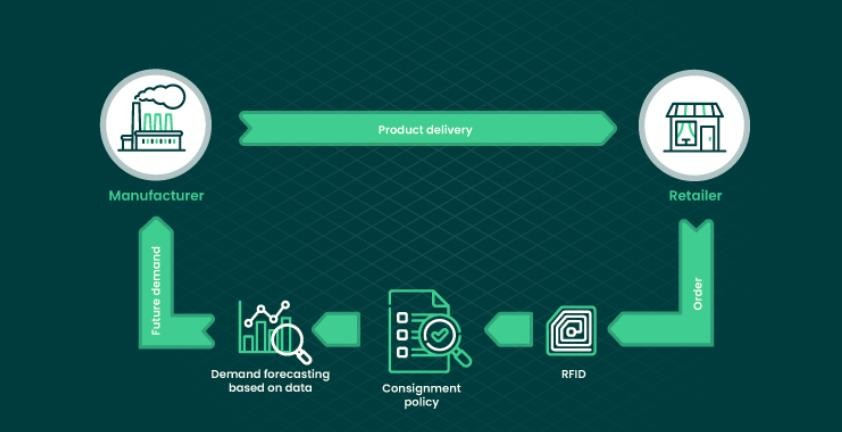 Product delivery
Manufacturer
Retailer
Future demand
Order
Demand forecasting
based on data
Consignment
policy
RFID